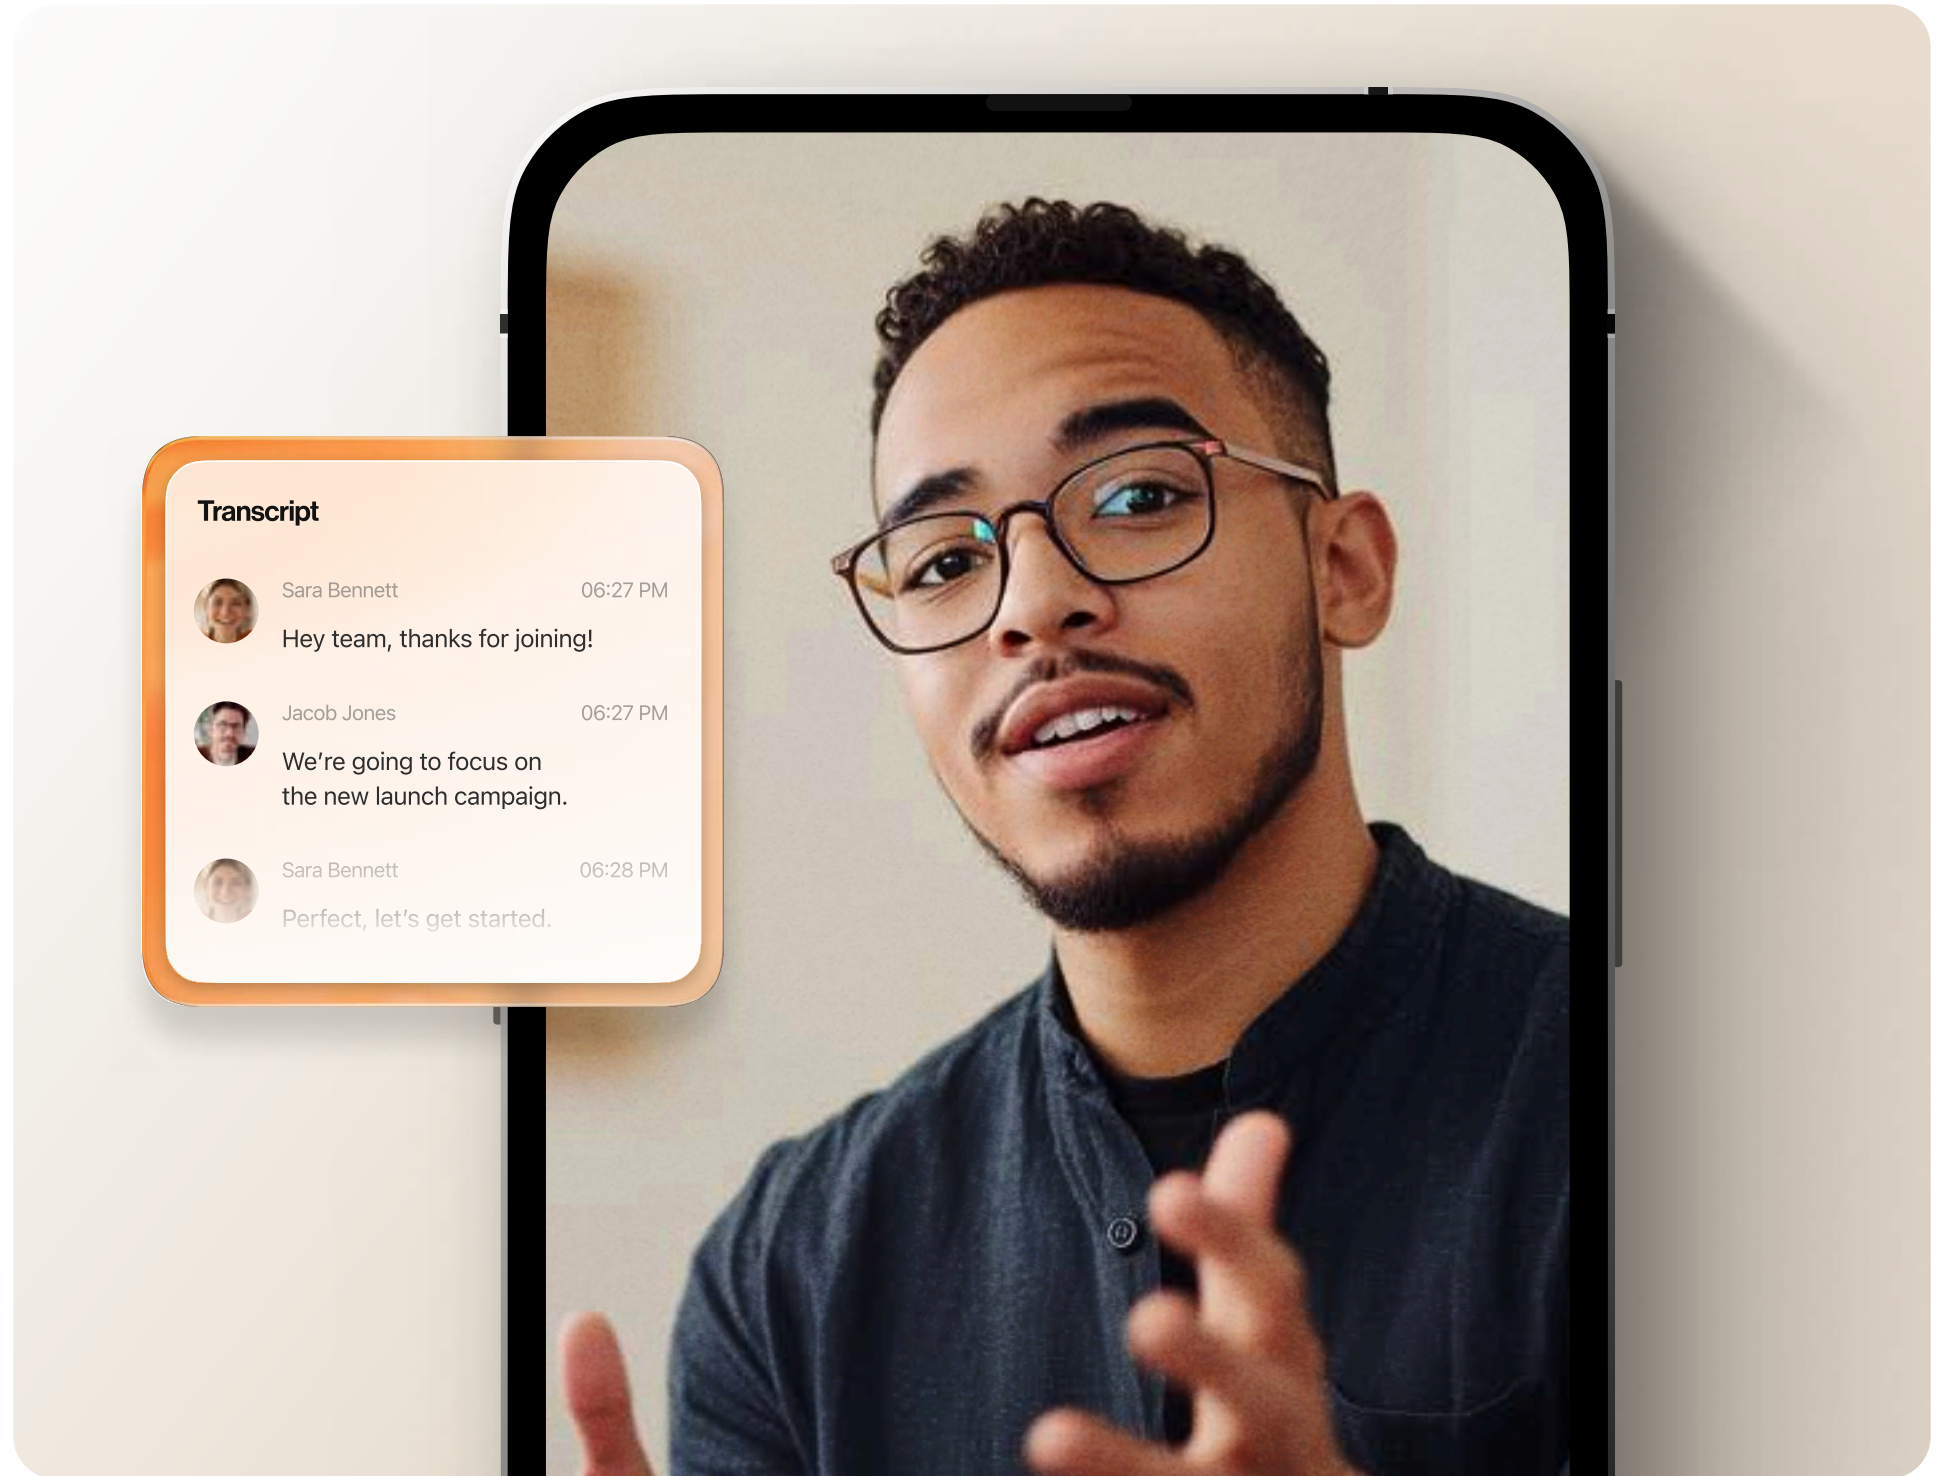 Transcript
Sara Bennett 06:27 PM
Hey team, thanks for joining!
Jacob Jones 06:27 PM
We’re going to focus on
the new launch campaign.
Sara Bennett 06:28 PM
Perfect, let’s get started.